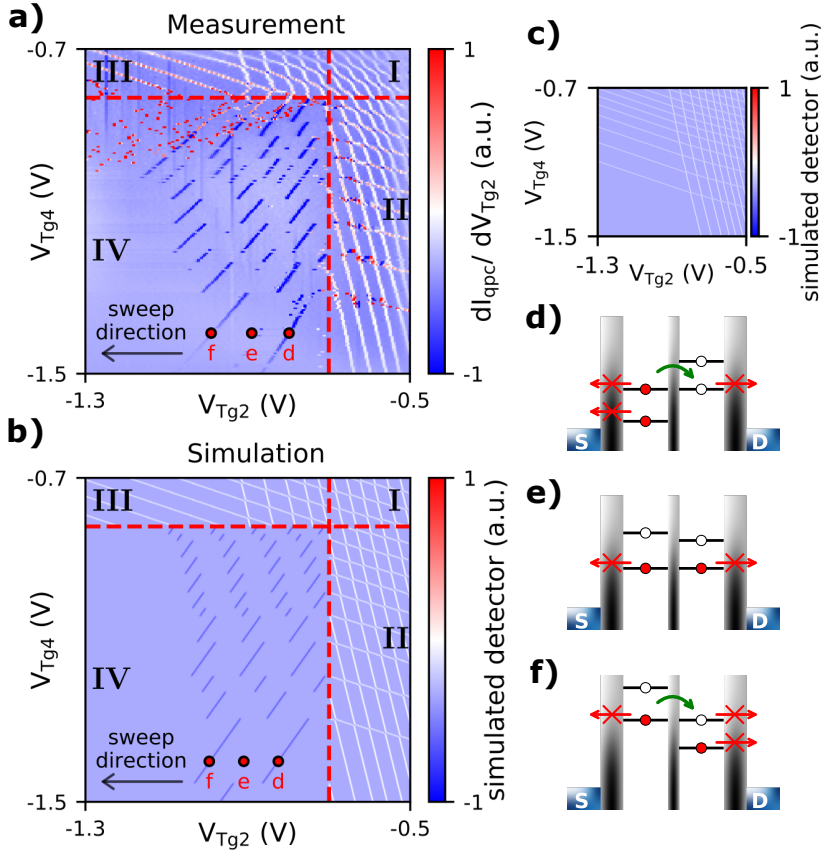 a)
Measurement
-0.7
III
I
II
IV
V_Tg4 (V)
sweep
direction
f
e
d
-1.5
-1.3
V_Tg2 (V)
-0.5
1
-1
dI_qpc/ dV_Tg2 (a.u.)
b)
Simulation
-0.7
III
I
II
IV
V_Tg4 (V)
sweep
direction
f
e
d
-1.5
-1.3
V_Tg2 (V)
-0.5
1
-1
simulated detector (a.u.)
c)
-0.7
V_Tg4 (V)
-1.5
-1.3
V_Tg2 (V)
-0.5
1
-1
simulated detector (a.u.)
d)
S
D
e)
S
D
f)
S
D